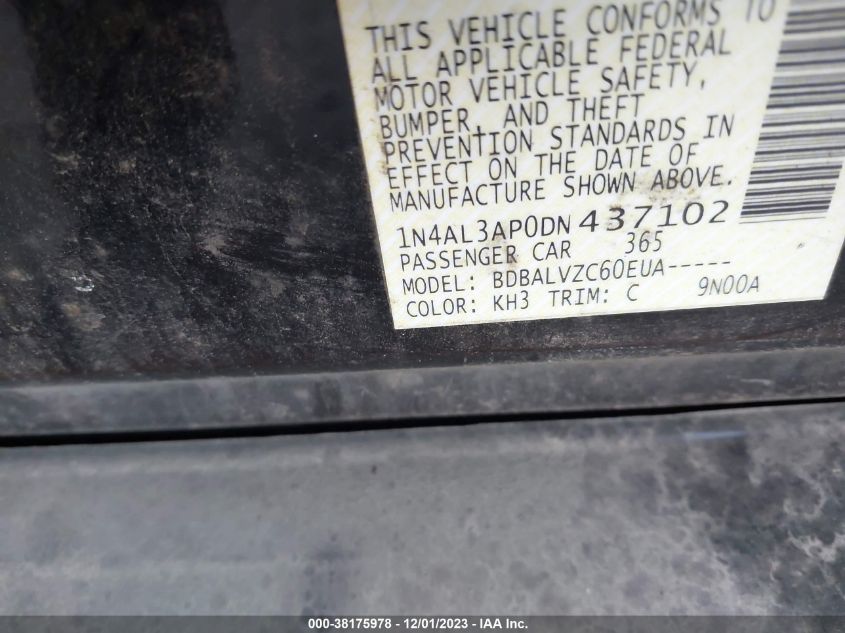 THIS VEHICLE CONFORMS TO
ALL APPLICABLE FEDERAL
MOTOR VEHICLE SAFETY,
BUMPER, AND THEFT
PREVENTION STANDARDS IN
EFFECT ON THE DATE OF
MANUFACTURE SHOWN ABOVE.
1N4AL3AP0DN437102
PASSENGER CAR 365
MODEL: BDBALVZC60EUA-----
COLOR: KH3 TRIM: C 9N00A
000-38175978 - 12/01/2023 - IAA Inc.